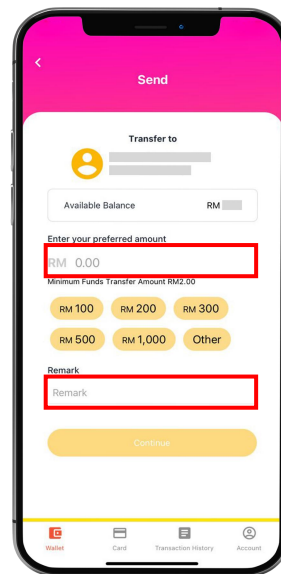 Send
Transfer to
Available Balance RM
Enter your preferred amount
RM 0.00
Minimum Funds Transfer Amount RM2.00
RM 100 RM 200 RM 300
RM 500 RM 1,000 Other
Remark
Remark
Continue
Wallet Card Transaction History Account